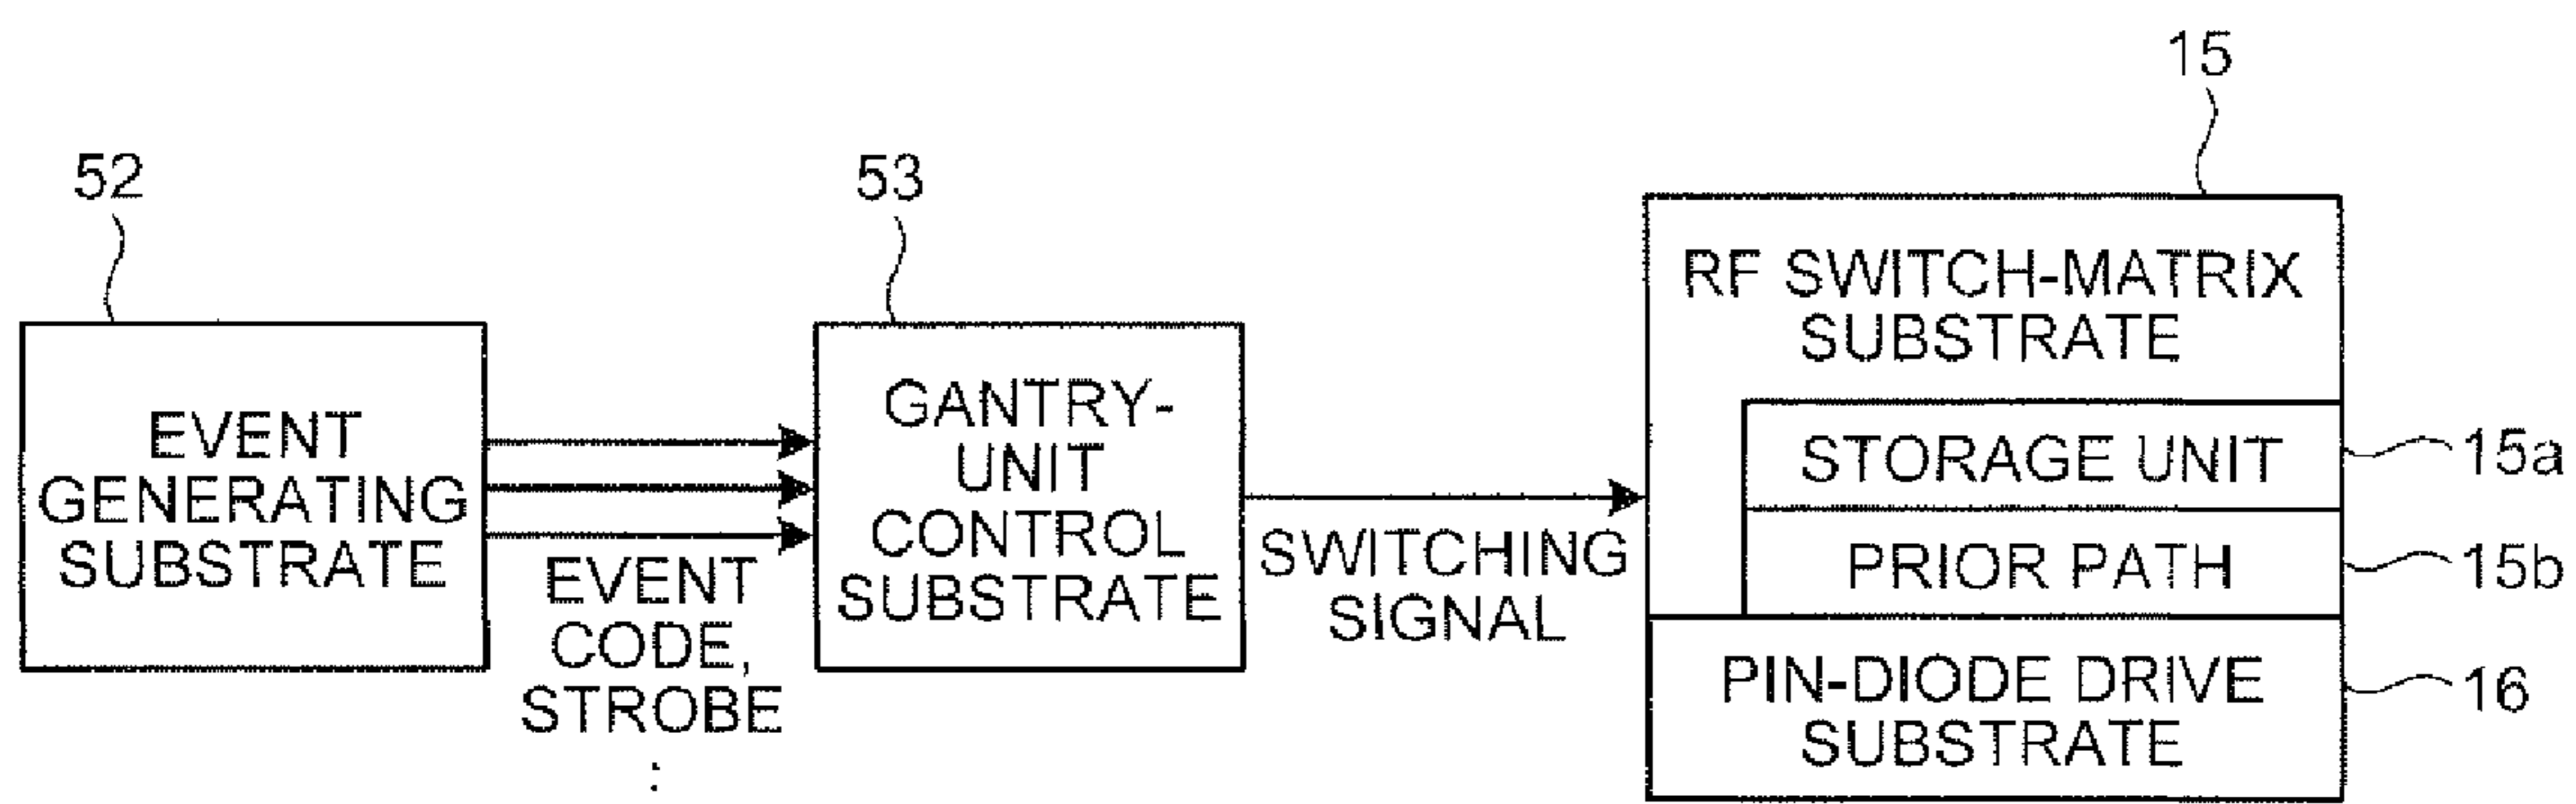 15
52
53
RF SWITCH-MATRIX
SUBSTRATE
EVENT
GENERATING
SUBSTRATE
GANTRY-
UNIT
CONTROL
SUBSTRATE
STORAGE UNIT
15a
EVENT
CODE,
STROBE
:
SWITCHING
SIGNAL
PRIOR PATH
15b
PIN-DIODE DRIVE
SUBSTRATE
16